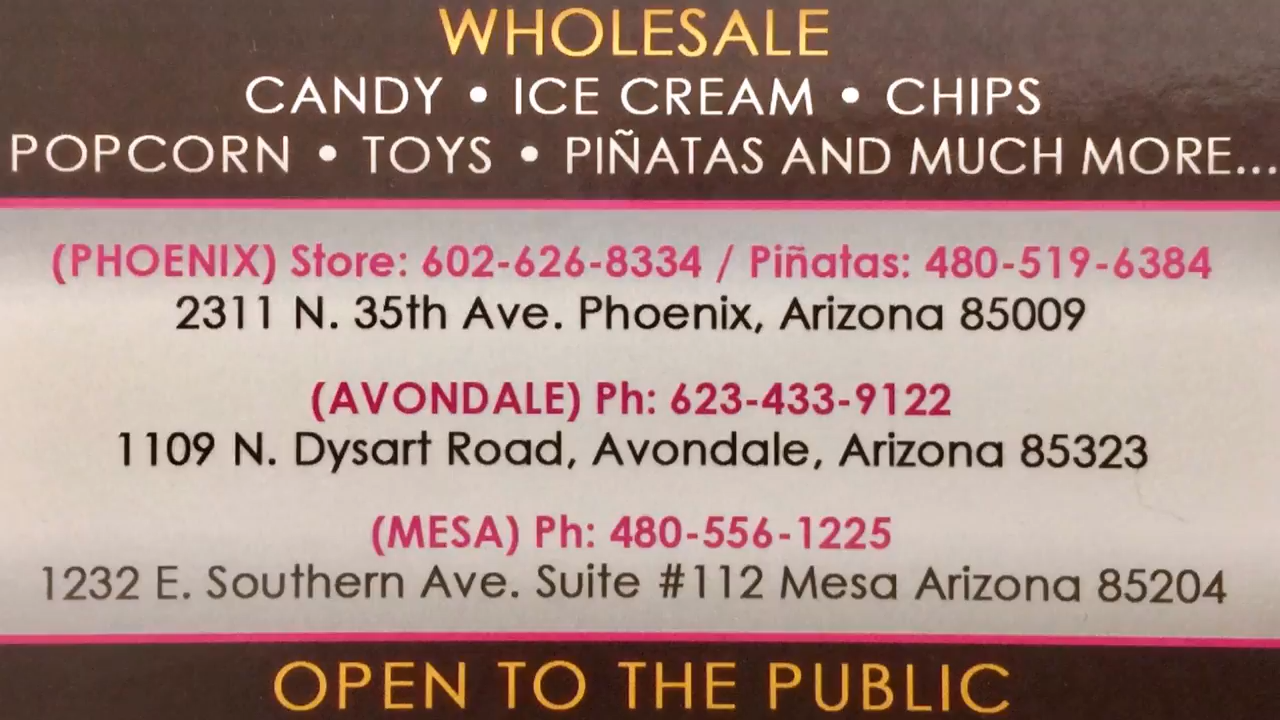 WHOLESALE
CANDY • ICE CREAM • CHIPS
POPCORN • TOYS • PIÑATAS AND MUCH MORE...
(PHOENIX) Store: 602-626-8334 / Piñatas: 480-519-6384
2311 N. 35th Ave. Phoenix, Arizona 85009
(AVONDALE) Ph: 623-433-9122
1109 N. Dysart Road, Avondale, Arizona 85323
(MESA) Ph: 480-556-1225
1232 E. Southern Ave. Suite #112 Mesa Arizona 85204
OPEN TO THE PUBLIC